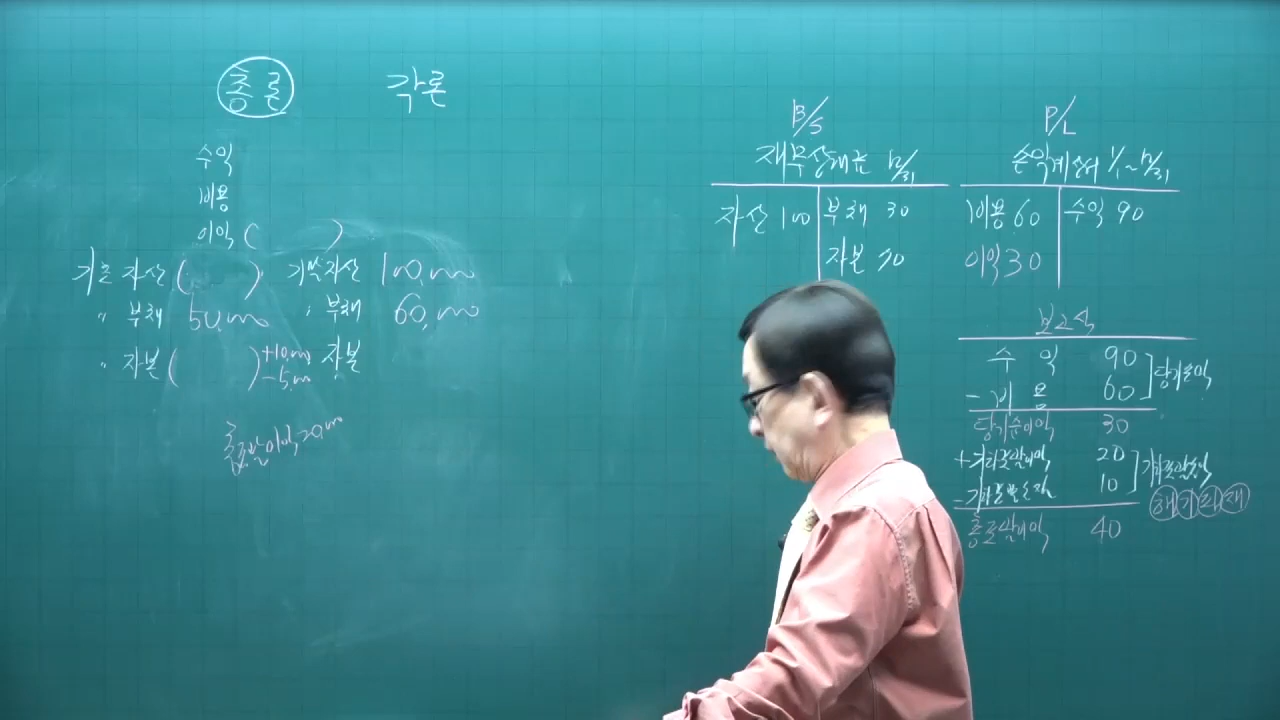 총론 각론
수익
비용
이익 ( )
기초 자산 ( ) 기말자산 100,000
〃 부채 50,000 〃 부채 60,000
〃 자본 ( ) +10,000 -5,000 자본
총포괄이익 20,000
B/S
재무상태표 12/31
자산 100 부채 30
자본 70
P/L
손익계산서 1/1~12/31
비용 60 수익 90
이익 30
보고식
수 익 90
- 비 용 60 당기손익
당기순이익 30
+기타포괄이익 20
-기타포괄손실 10 기타포괄손익
총포괄이익 40
해기파재